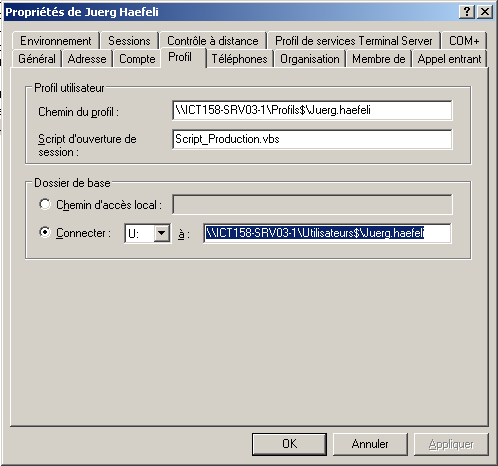 Propriétés de Juerg Haefeli
Environnement Sessions Contrôle à distance Profil de services Terminal Server COM+
Général Adresse Compte Profil Téléphones Organisation Membre de Appel entrant
Profil utilisateur
Chemin du profil : \\ICT158-SRV03-1\Profils$\Juerg.haefeli
Script d'ouverture de session : Script_Production.vbs
Dossier de base
Chemin d'accès local :
Connecter : U: à : \\ICT158-SRV03-1\Utilisateurs$\Juerg.haefeli
OK Annuler Appliquer